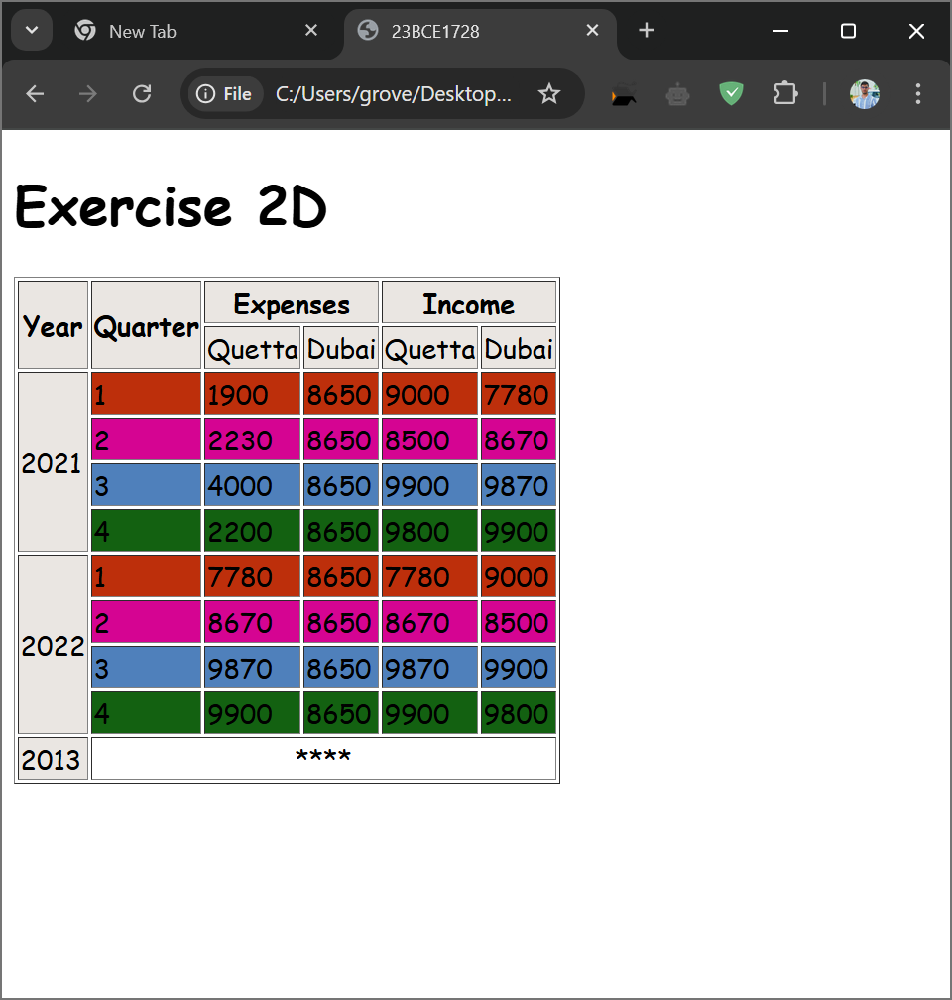 New Tab
23BCE1728
File C:/Users/grove/Desktop...
Exercise 2D
Year Quarter Expenses Income
Quetta Dubai Quetta Dubai
2021 1 1900 8650 9000 7780
2 2230 8650 8500 8670
3 4000 8650 9900 9870
4 2200 8650 9800 9900
2022 1 7780 8650 7780 9000
2 8670 8650 8670 8500
3 9870 8650 9870 9900
4 9900 8650 9900 9800
2013 ****